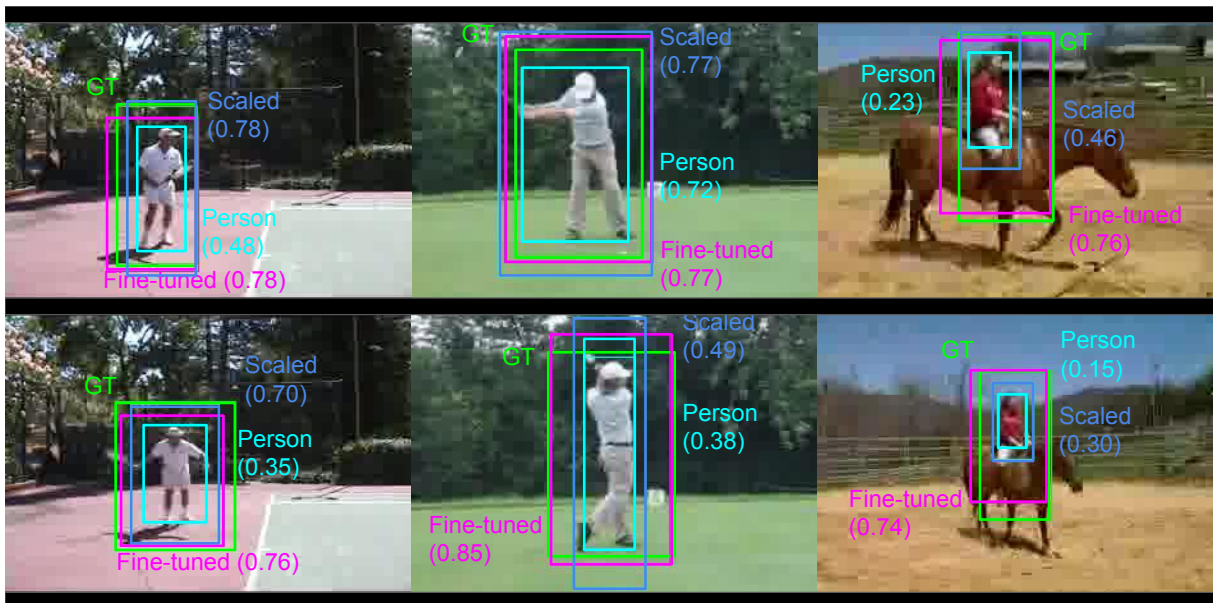 GT
Scaled
(0.78)
Person
(0.48)
Fine-tuned (0.78)
GT
Scaled
(0.77)
Person
(0.72)
Fine-tuned
(0.77)
GT
Person
(0.23)
Scaled
(0.46)
Fine-tuned
(0.76)
GT
Scaled
(0.70)
Person
(0.35)
Fine-tuned (0.76)
GT
Scaled
(0.49)
Person
(0.38)
Fine-tuned
(0.85)
GT
Person
(0.15)
Scaled
(0.30)
Fine-tuned
(0.74)